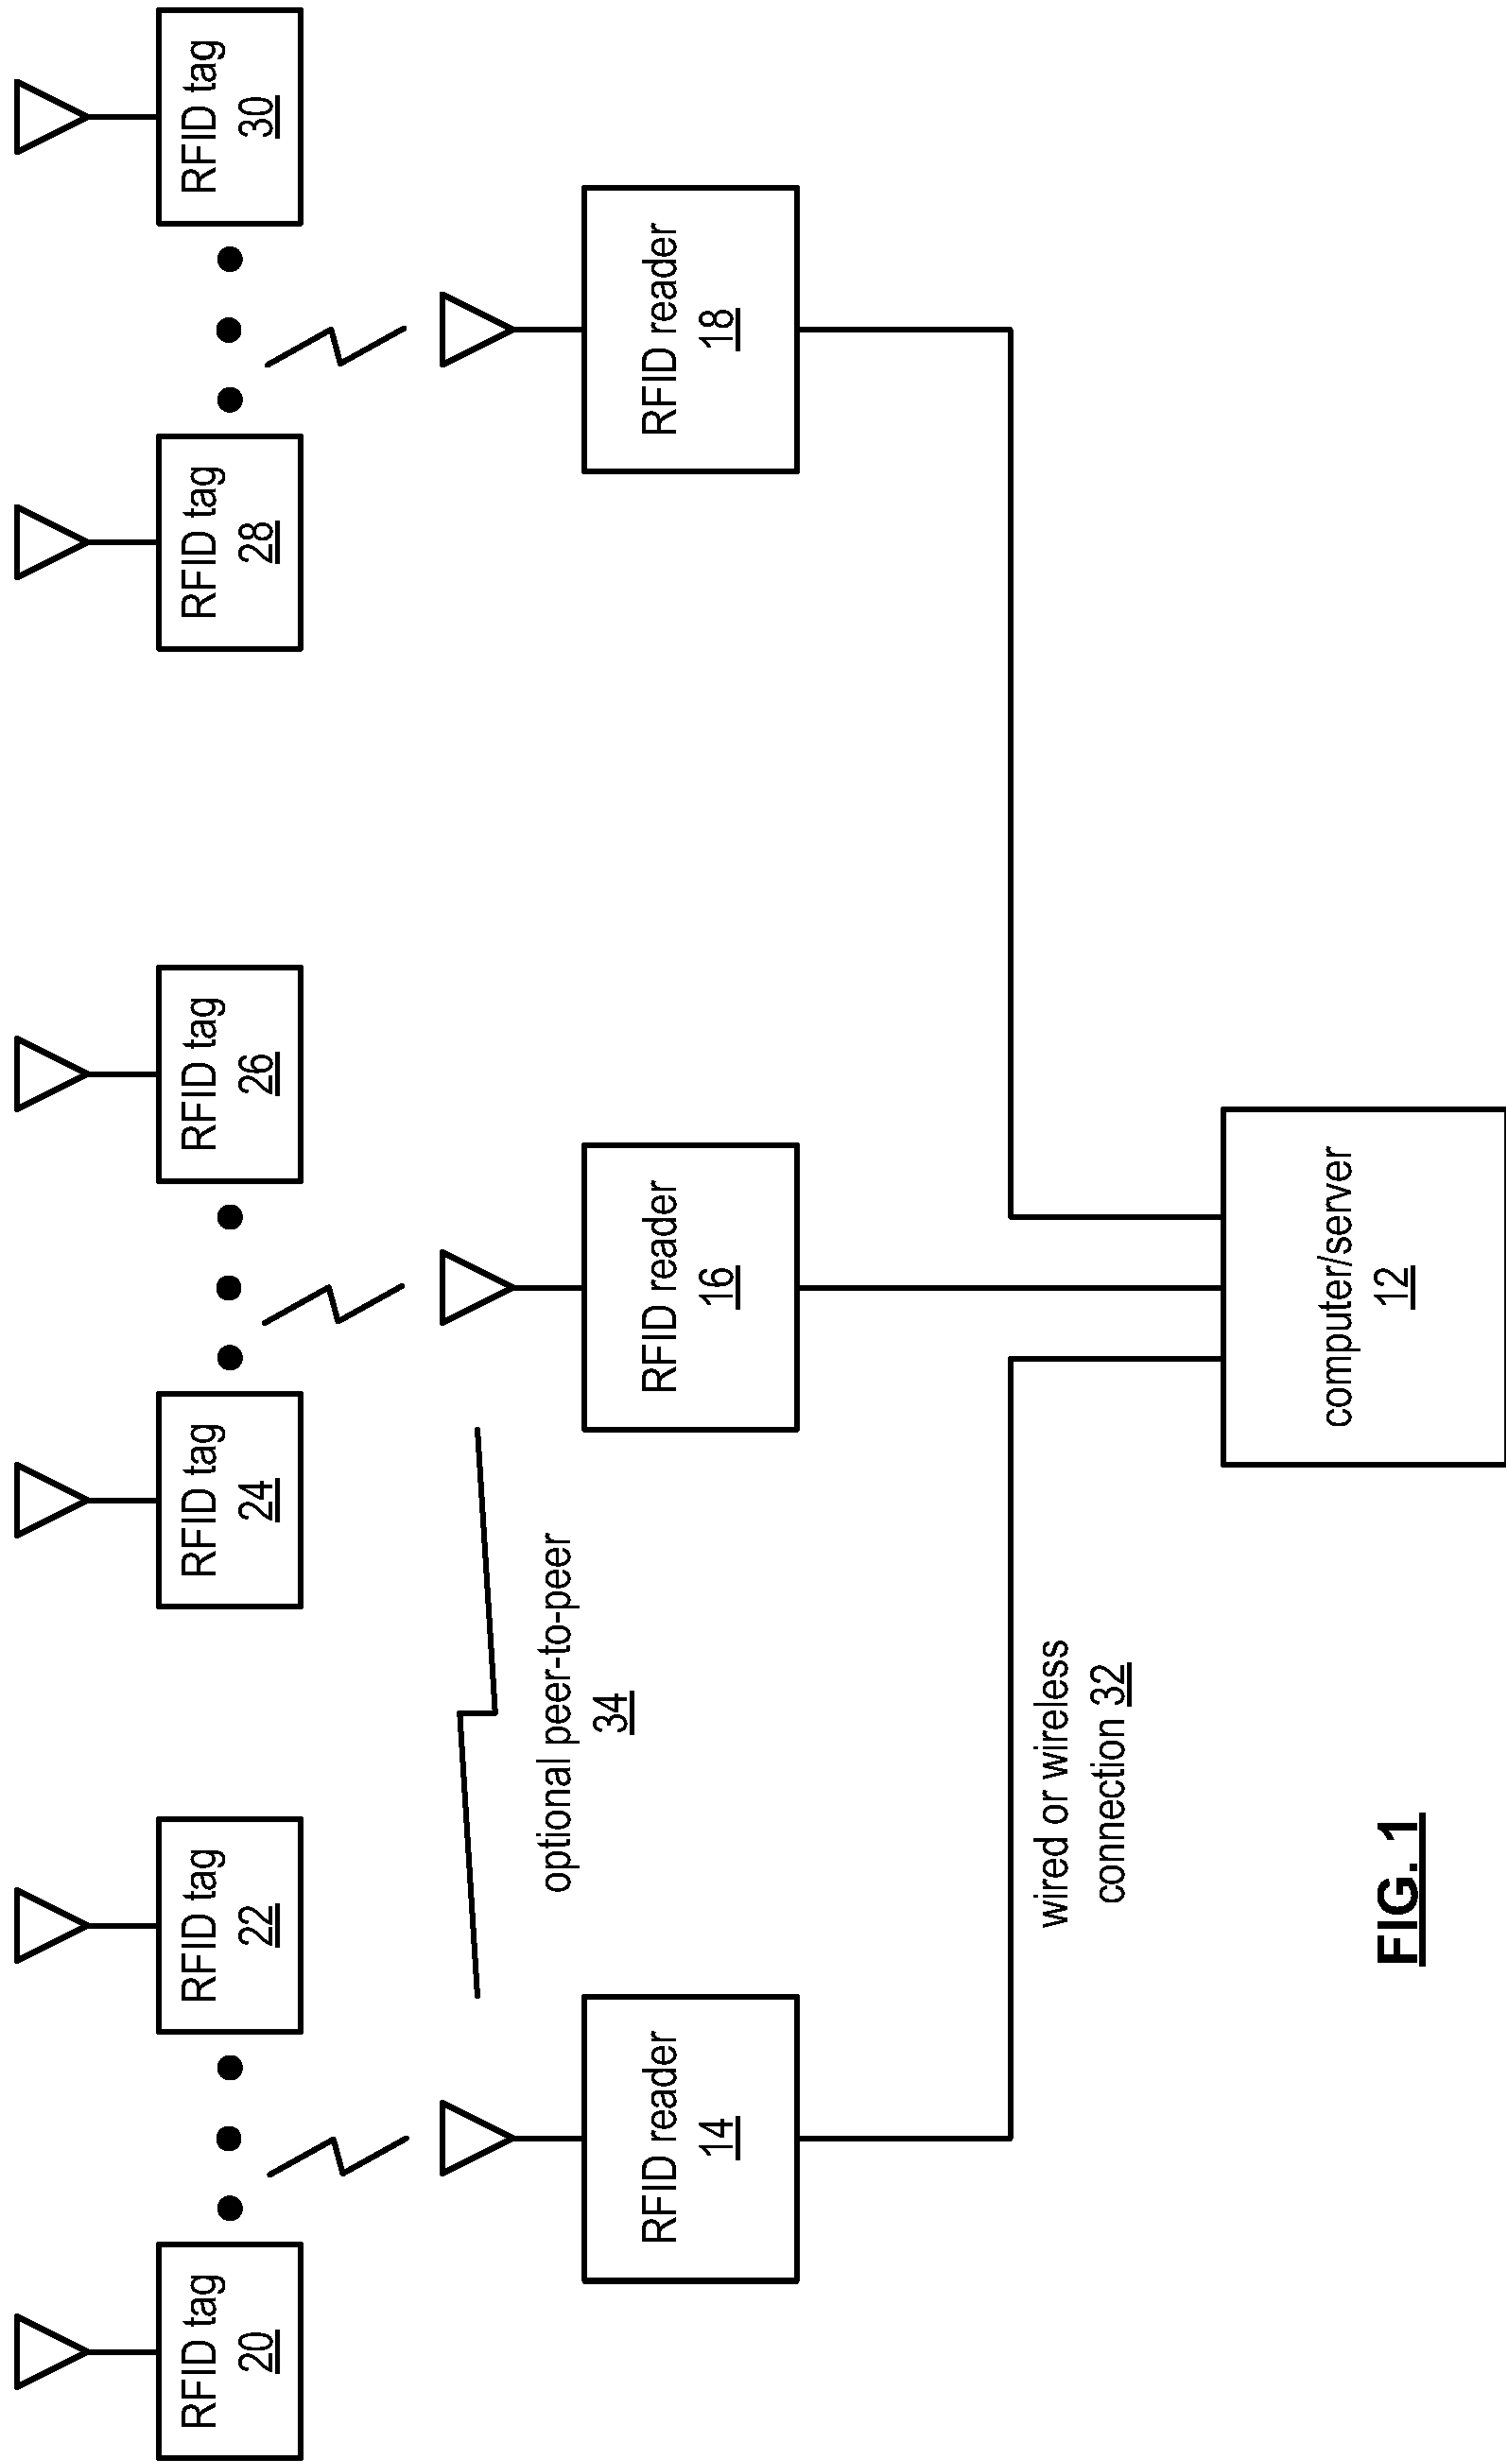 RFID tag
20
RFID tag
22
RFID tag
24
RFID tag
26
RFID tag
28
RFID tag
30
optional peer-to-peer
34
RFID reader
14
RFID reader
16
RFID reader
18
wired or wireless
connection 32
computer/server
12
FIG. 1